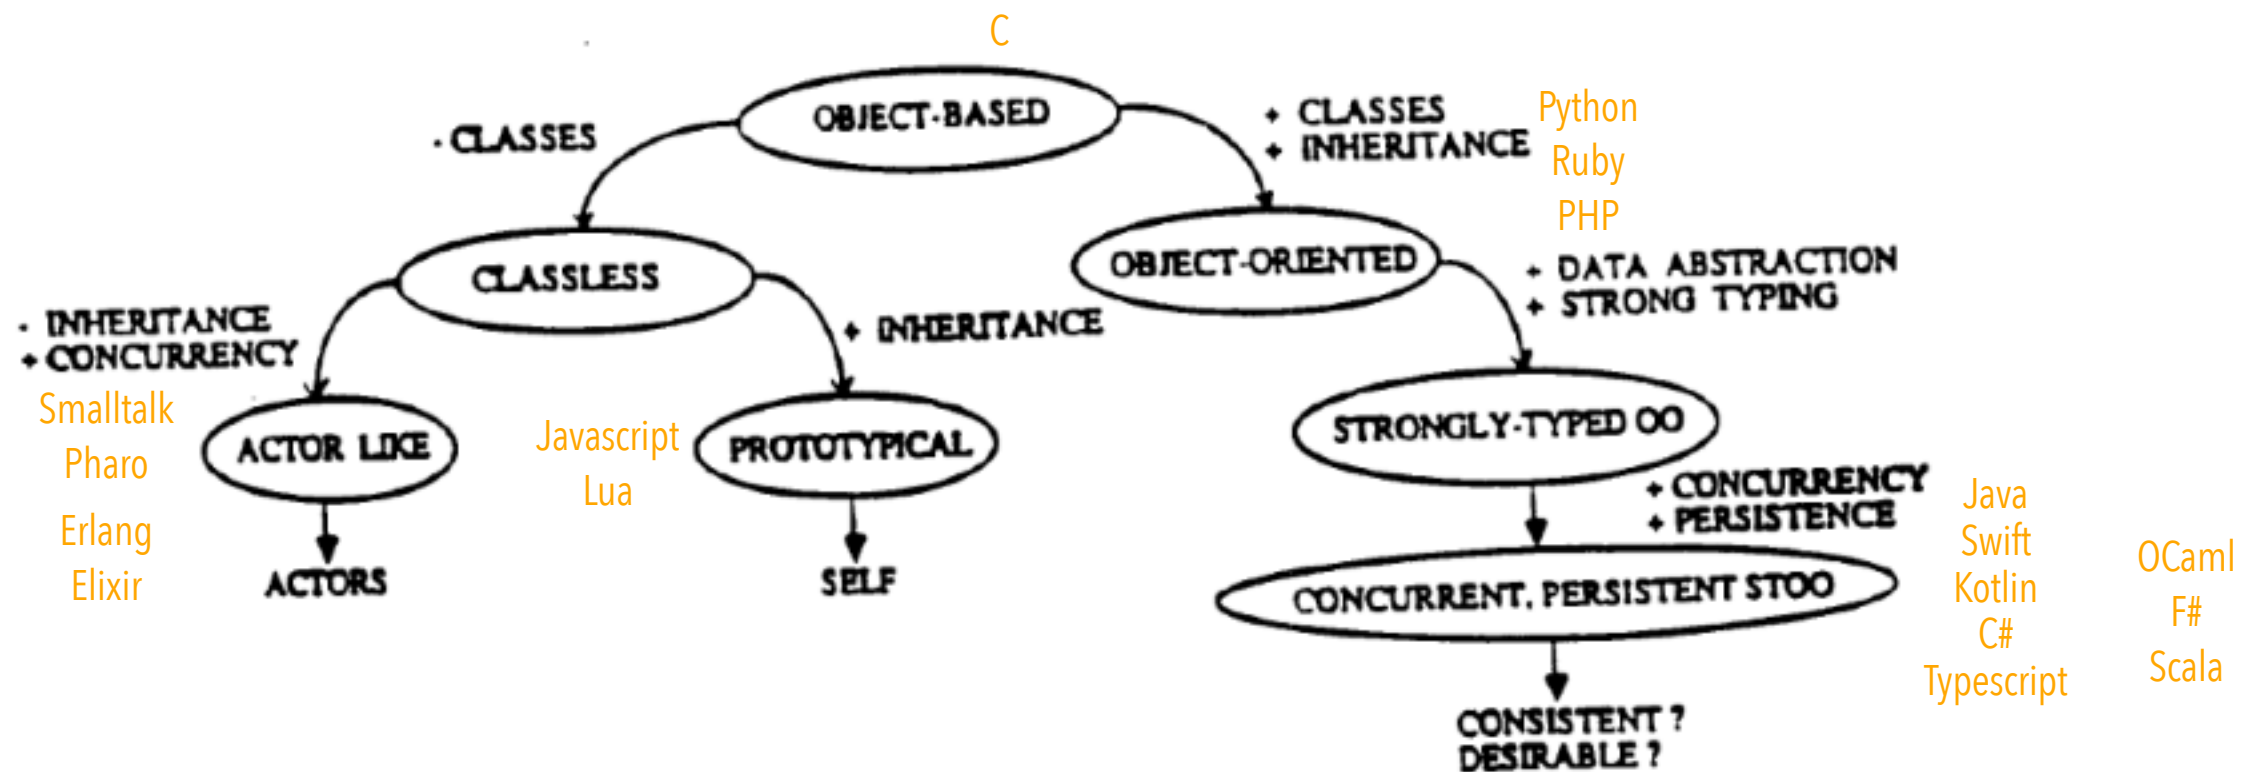 C
OBJECT-BASED
- CLASSES
+ CLASSES
+ INHERITANCE
Python
Ruby
PHP
CLASSLESS
OBJECT-ORIENTED
- INHERITANCE
+ CONCURRENCY
+ INHERITANCE
+ DATA ABSTRACTION
+ STRONG TYPING
Smalltalk
Pharo
Erlang
Elixir
ACTOR LIKE
Javascript
Lua
PROTOTYPICAL
STRONGLY-TYPED OO
ACTORS
SELF
+ CONCURRENCY
+ PERSISTENCE
Java
Swift
Kotlin
C#
Typescript
OCaml
F#
Scala
CONCURRENT, PERSISTENT STOO
CONSISTENT ?
DESIRABLE ?